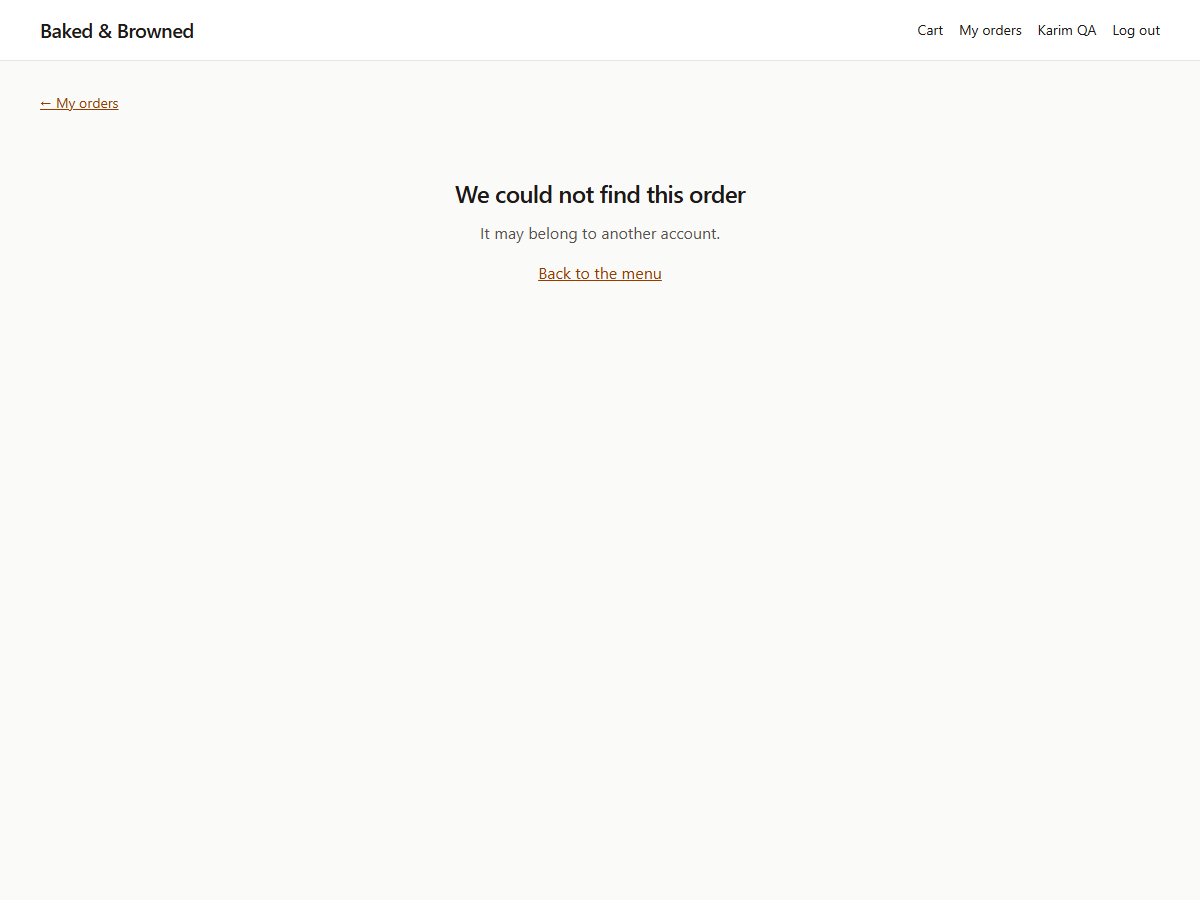 Baked & Browned
Cart My orders Karim QA Log out
← My orders
We could not find this order
It may belong to another account.
Back to the menu